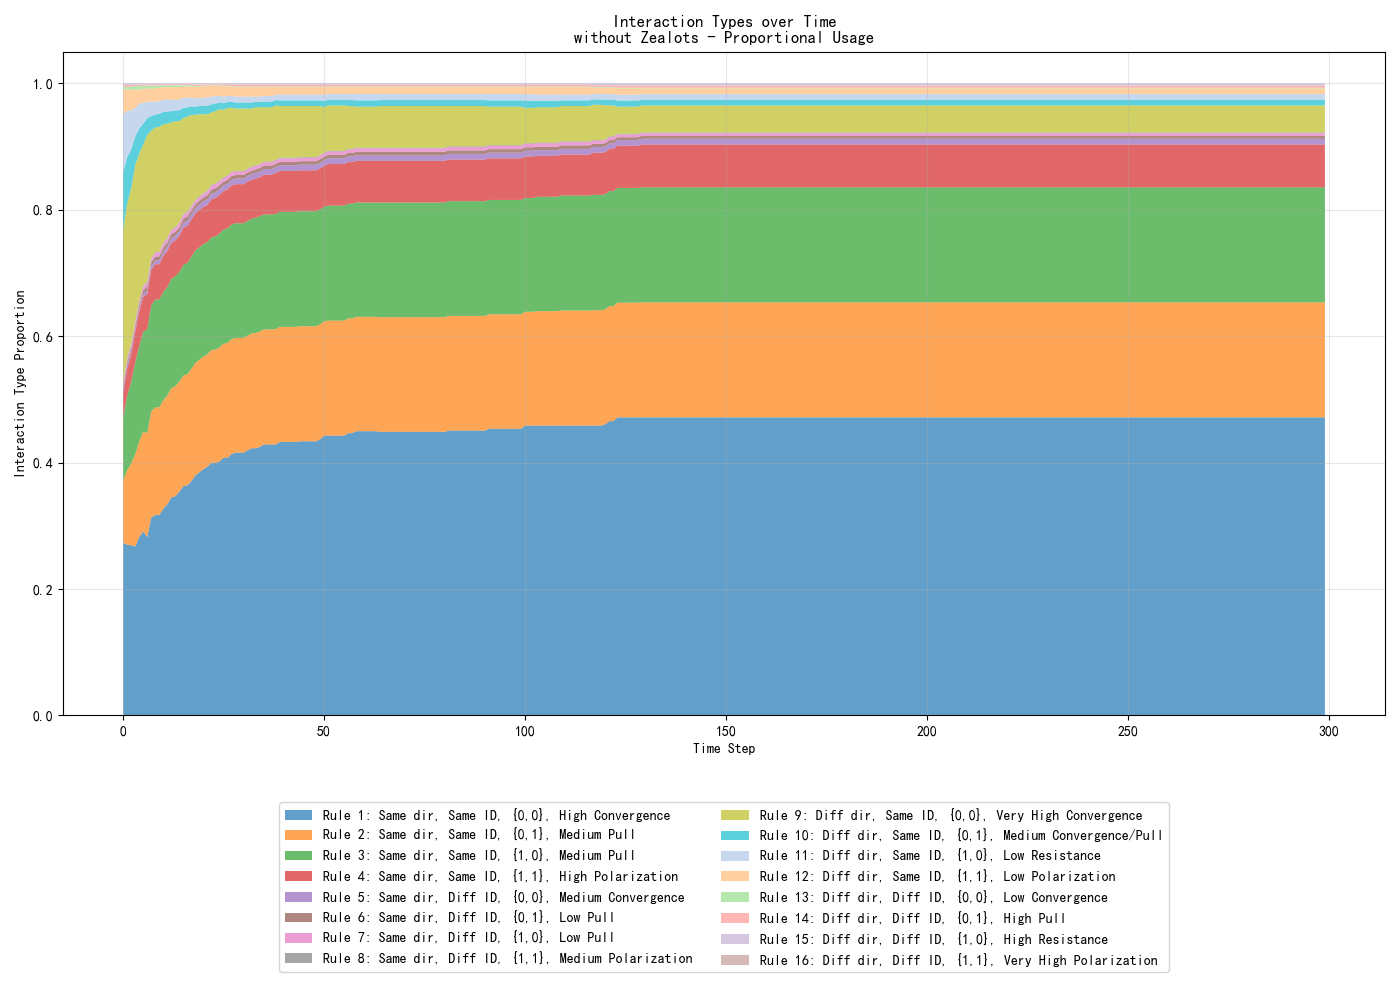 Interaction Types over Time
without Zealots - Proportional Usage
Interaction Type Proportion
1.0
0.8
0.6
0.4
0.2
0.0
0
50
100
150
200
250
300
Time Step
Rule 1: Same dir, Same ID, {0,0}, High Convergence
Rule 2: Same dir, Same ID, {0,1}, Medium Pull
Rule 3: Same dir, Same ID, {1,0}, Medium Pull
Rule 4: Same dir, Same ID, {1,1}, High Polarization
Rule 5: Same dir, Diff ID, {0,0}, Medium Convergence
Rule 6: Same dir, Diff ID, {0,1}, Low Pull
Rule 7: Same dir, Diff ID, {1,0}, Low Pull
Rule 8: Same dir, Diff ID, {1,1}, Medium Polarization
Rule 9: Diff dir, Same ID, {0,0}, Very High Convergence
Rule 10: Diff dir, Same ID, {0,1}, Medium Convergence/Pull
Rule 11: Diff dir, Same ID, {1,0}, Low Resistance
Rule 12: Diff dir, Same ID, {1,1}, Low Polarization
Rule 13: Diff dir, Diff ID, {0,0}, Low Convergence
Rule 14: Diff dir, Diff ID, {0,1}, High Pull
Rule 15: Diff dir, Diff ID, {1,0}, High Resistance
Rule 16: Diff dir, Diff ID, {1,1}, Very High Polarization